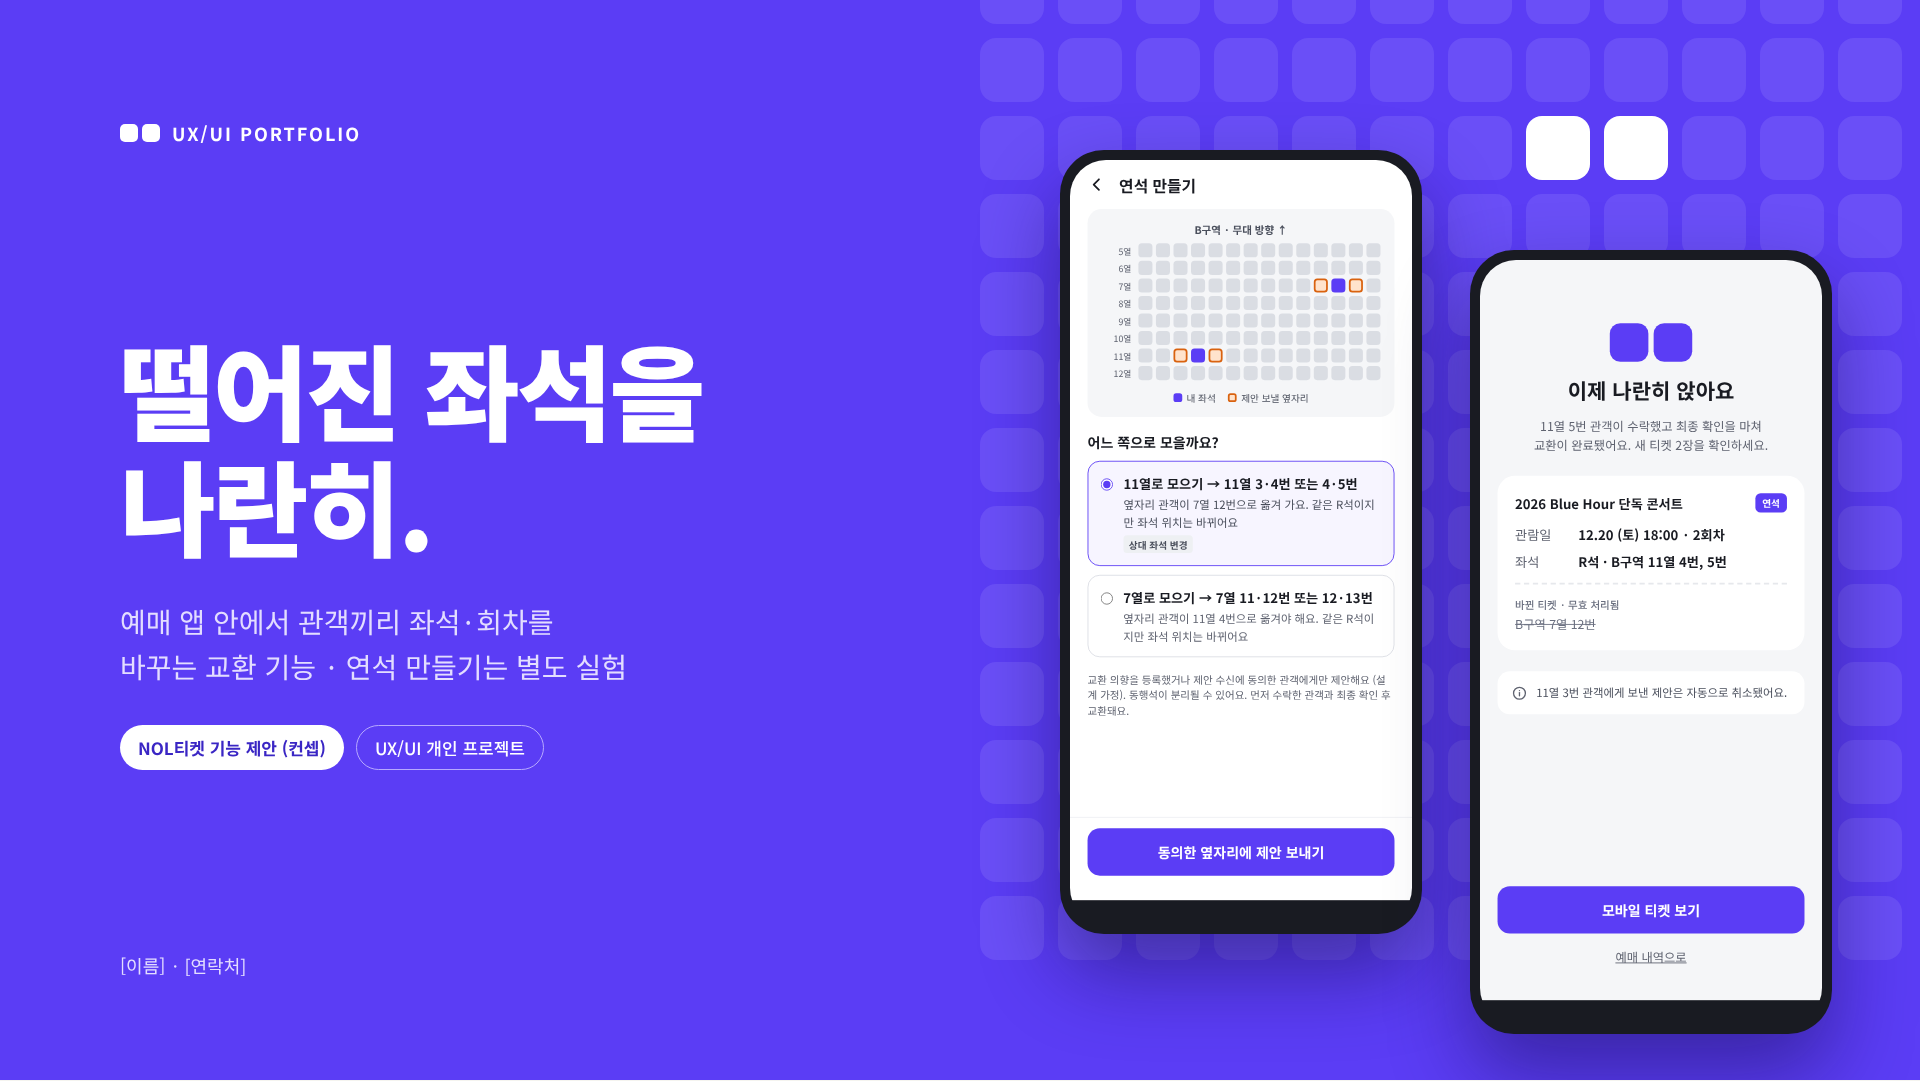 UX/UI PORTFOLIO
떨어진 좌석을
나란히.
예매 앱 안에서 관객끼리 좌석·회차를
바꾸는 교환 기능 · 연석 만들기는 별도 실험
NOL티켓 기능 제안 (컨셉)
UX/UI 개인 프로젝트
[이름] · [연락처]
연석 만들기
B구역 · 무대 방향 ↑
5열
6열
7열
8열
9열
10열
11열
12열
내 좌석
제안 보낼 옆자리
어느 쪽으로 모을까요?
11열로 모으기 → 11열 3·4번 또는 4·5번
옆자리 관객이 7열 12번으로 옮겨 가요. 같은 R석이지
만 좌석 위치는 바뀌어요
상대 좌석 변경
7열로 모으기 → 7열 11·12번 또는 12·13번
옆자리 관객이 11열 4번으로 옮겨야 해요. 같은 R석이
지만 좌석 위치는 바뀌어요
교환 의향을 등록했거나 제안 수신에 동의한 관객에게만 제안해요 (설
계 가정). 동행석이 분리될 수 있어요. 먼저 수락한 관객과 최종 확인 후
교환돼요.
동의한 옆자리에 제안 보내기
이제 나란히 앉아요
11열 5번 관객이 수락했고 최종 확인을 마쳐
교환이 완료됐어요. 새 티켓 2장을 확인하세요.
2026 Blue Hour 단독 콘서트
연석
관람일
12.20 (토) 18:00 · 2회차
좌석
R석 · B구역 11열 4번, 5번
바뀐 티켓 · 무효 처리됨
B구역 7열 12번
11열 3번 관객에게 보낸 제안은 자동으로 취소됐어요.
모바일 티켓 보기
예매 내역으로